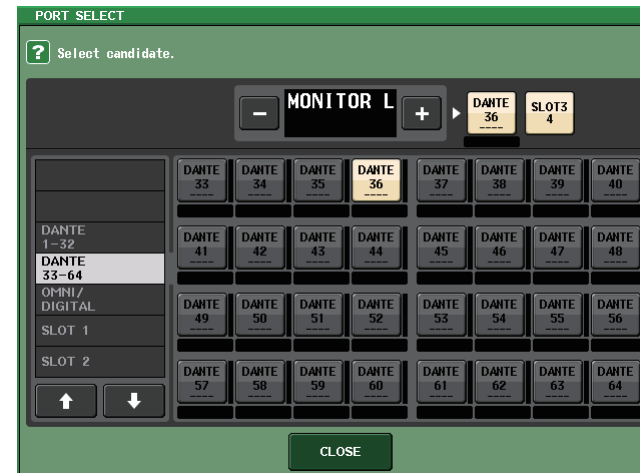 PORT SELECT
? Select candidate.
− MONITOR L +
DANTE
36
----
SLOT3
4
DANTE
1-32
DANTE
33-64
OMNI/
DIGITAL
SLOT 1
SLOT 2
DANTE DANTE DANTE DANTE DANTE DANTE DANTE DANTE
33 34 35 36 37 38 39 40
---- ---- ---- ---- ---- ---- ---- ----
DANTE DANTE DANTE DANTE DANTE DANTE DANTE DANTE
41 42 43 44 45 46 47 48
---- ---- ---- ---- ---- ---- ---- ----
DANTE DANTE DANTE DANTE DANTE DANTE DANTE DANTE
49 50 51 52 53 54 55 56
---- ---- ---- ---- ---- ---- ---- ----
DANTE DANTE DANTE DANTE DANTE DANTE DANTE DANTE
57 58 59 60 61 62 63 64
---- ---- ---- ---- ---- ---- ---- ----
CLOSE